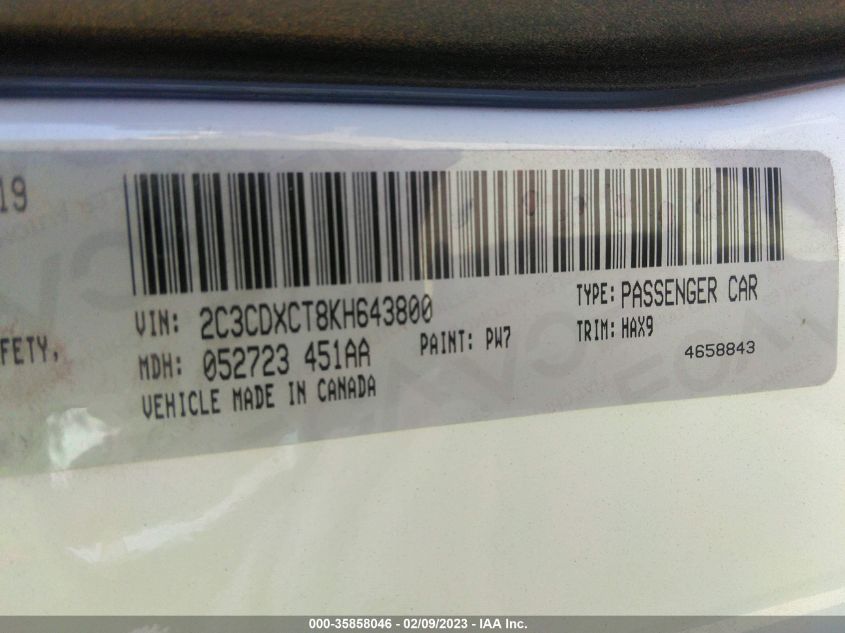 19
VIN: 2C3CDXCT8KH643800
TYPE: PASSENGER CAR
FETY,
MDH: 052723 451AA
PAINT: PW7
TRIM: HAX9
4658843
VEHICLE MADE IN CANADA
000-35858046 - 02/09/2023 - IAA Inc.